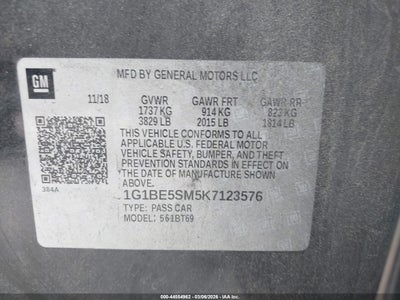 GM
MFD BY GENERAL MOTORS LLC
11/18 GVWR GAWR FRT GAWR RR
1737 KG 914 KG 823 KG
3829 LB 2015 LB 1814 LB
THIS VEHICLE CONFORMS TO ALL
APPLICABLE U.S. FEDERAL MOTOR
VEHICLE SAFETY, BUMPER, AND THEFT
PREVENTION STANDARDS IN EFFECT
ON THE DATE OF MANUFACTURE
SHOWN ABOVE.
384A
1G1BE5SM5K7123576
TYPE: PASS CAR
MODEL: 1BT69
00-44554962 | 03/06/2026 | IAA Inc.